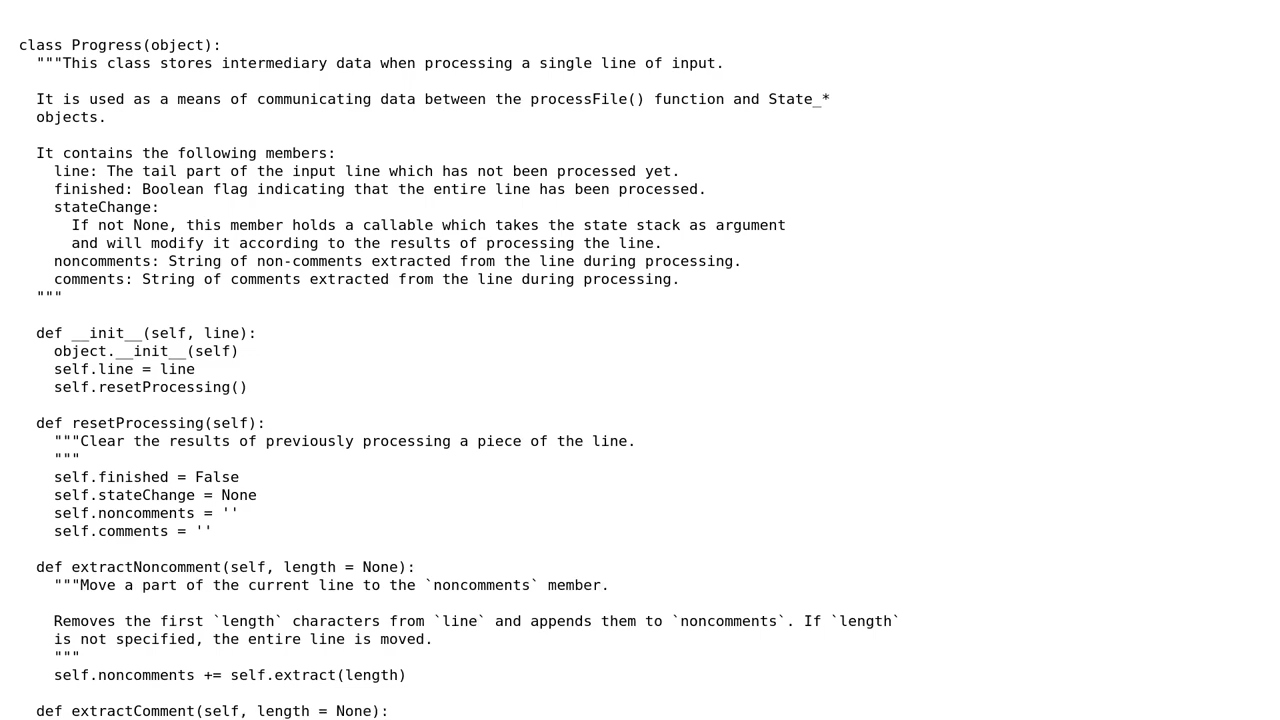 class Progress(object):
  """This class stores intermediary data when processing a single line of input.

  It is used as a means of communicating data between the processFile() function and State_*
  objects.

  It contains the following members:
    line: The tail part of the input line which has not been processed yet.
    finished: Boolean flag indicating that the entire line has been processed.
    stateChange:
      If not None, this member holds a callable which takes the state stack as argument
      and will modify it according to the results of processing the line.
    noncomments: String of non-comments extracted from the line during processing.
    comments: String of comments extracted from the line during processing.
  """

  def __init__(self, line):
    object.__init__(self)
    self.line = line
    self.resetProcessing()

  def resetProcessing(self):
    """Clear the results of previously processing a piece of the line.
    """
    self.finished = False
    self.stateChange = None
    self.noncomments = ''
    self.comments = ''

  def extractNoncomment(self, length = None):
    """Move a part of the current line to the `noncomments` member.

    Removes the first `length` characters from `line` and appends them to `noncomments`. If `length`
    is not specified, the entire line is moved.
    """
    self.noncomments += self.extract(length)

  def extractComment(self, length = None):